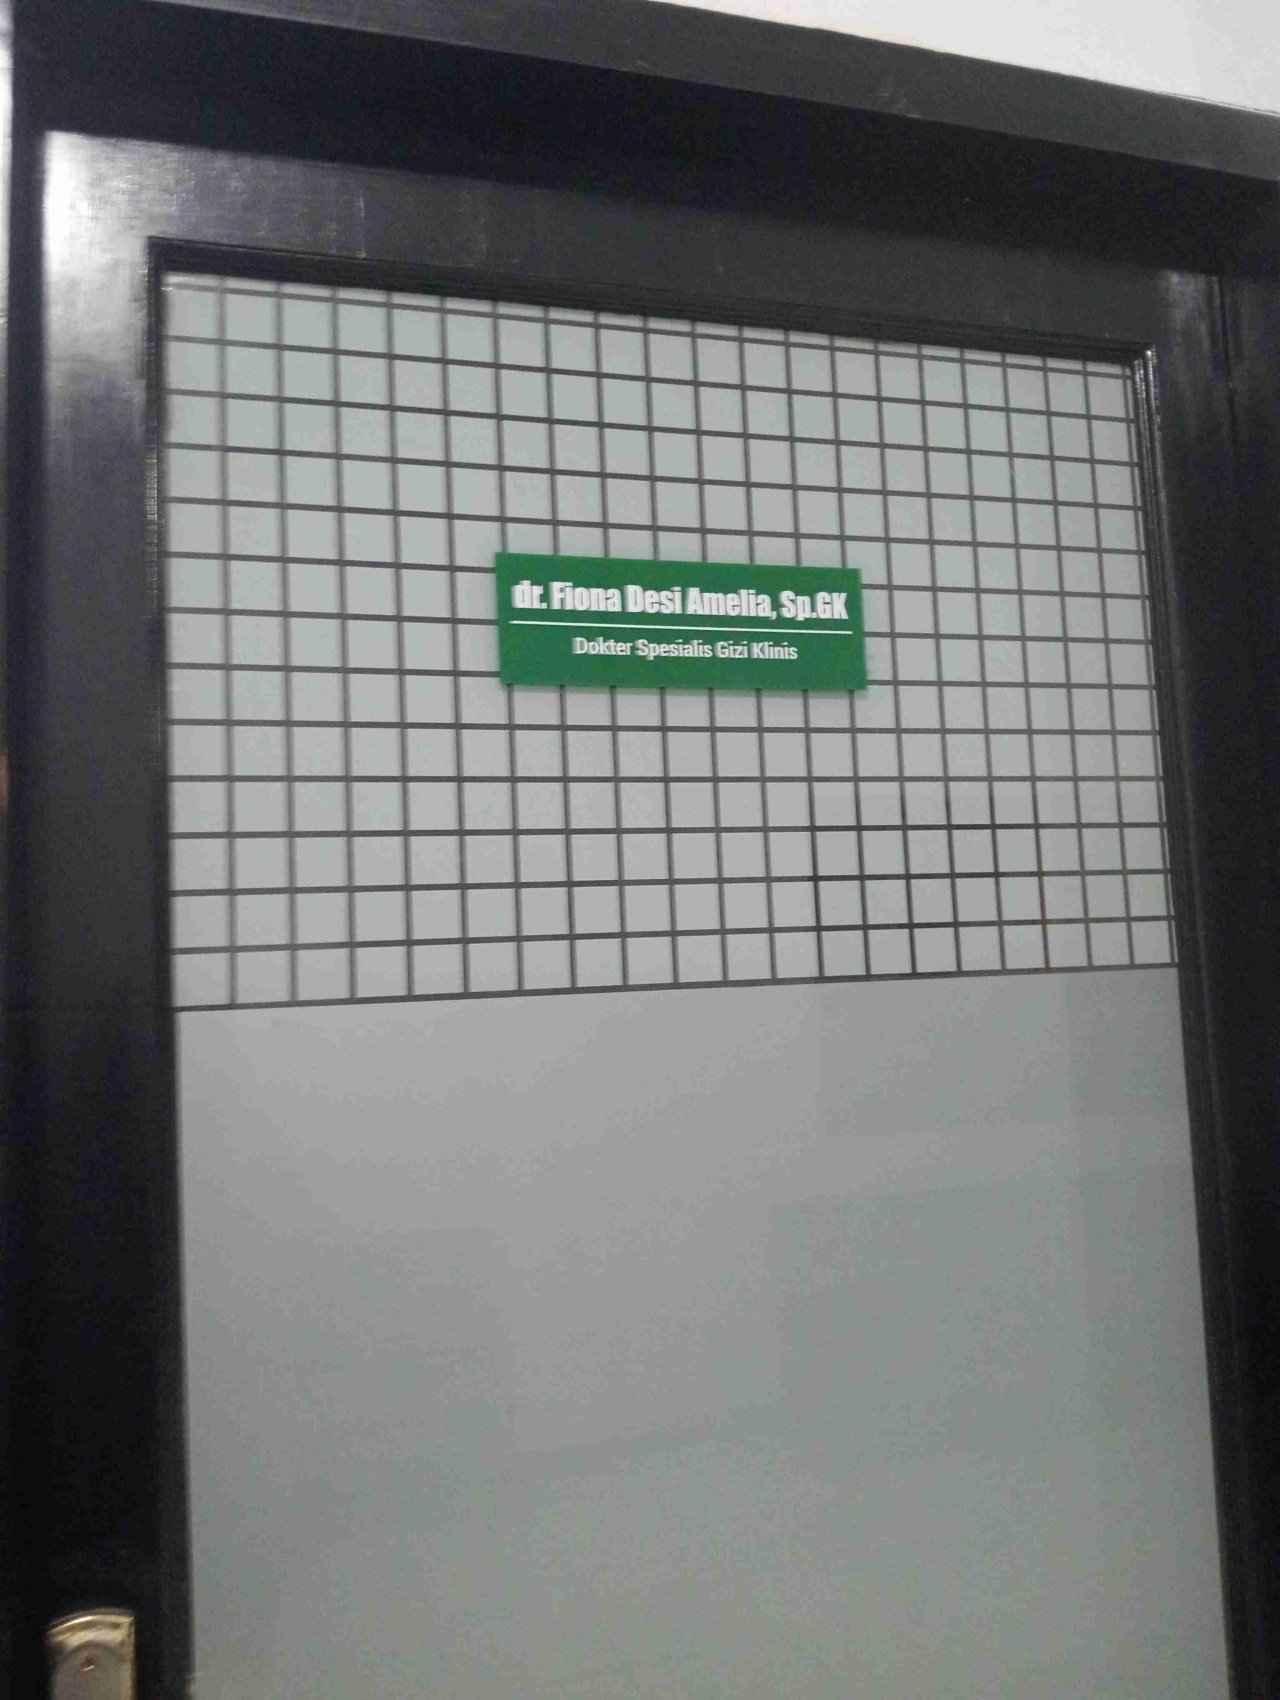 dr. Fiona Desi Amelia, Sp.GK
Dokter Spesialis Gizi Klinis